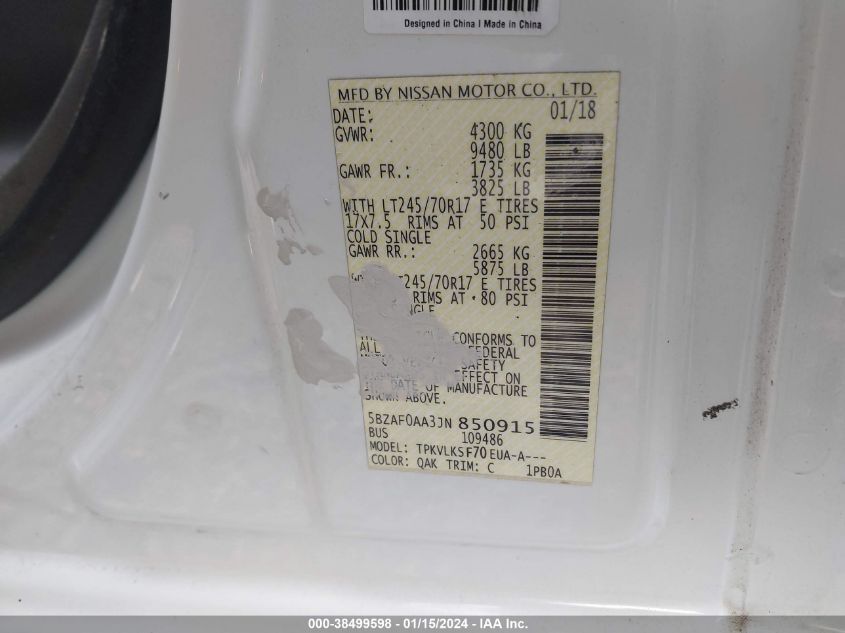 Designed in China | Made in China
MFD BY NISSAN MOTOR CO., LTD.
DATE: 01/18
GVWR: 4300 KG
9480 LB
GAWR FR.: 1735 KG
3825 LB
WITH LT245/70R17 E TIRES
17X7.5 RIMS AT 50 PSI
COLD SINGLE
GAWR RR.: 2665 KG
5875 LB
LT245/70R17 E TIRES
RIMS AT 80 PSI
CONFORMS TO
ALL FEDERAL
SAFETY
EFFECT ON
DATE OF MANUFACTURE
SHOWN ABOVE.
5BZAF0AA3JN 850915
BUS 109486
MODEL: TPKVLKSF70EUA-A---
COLOR: QAK TRIM: C 1PB0A
000-38499598 - 01/15/2024 - IAA Inc.